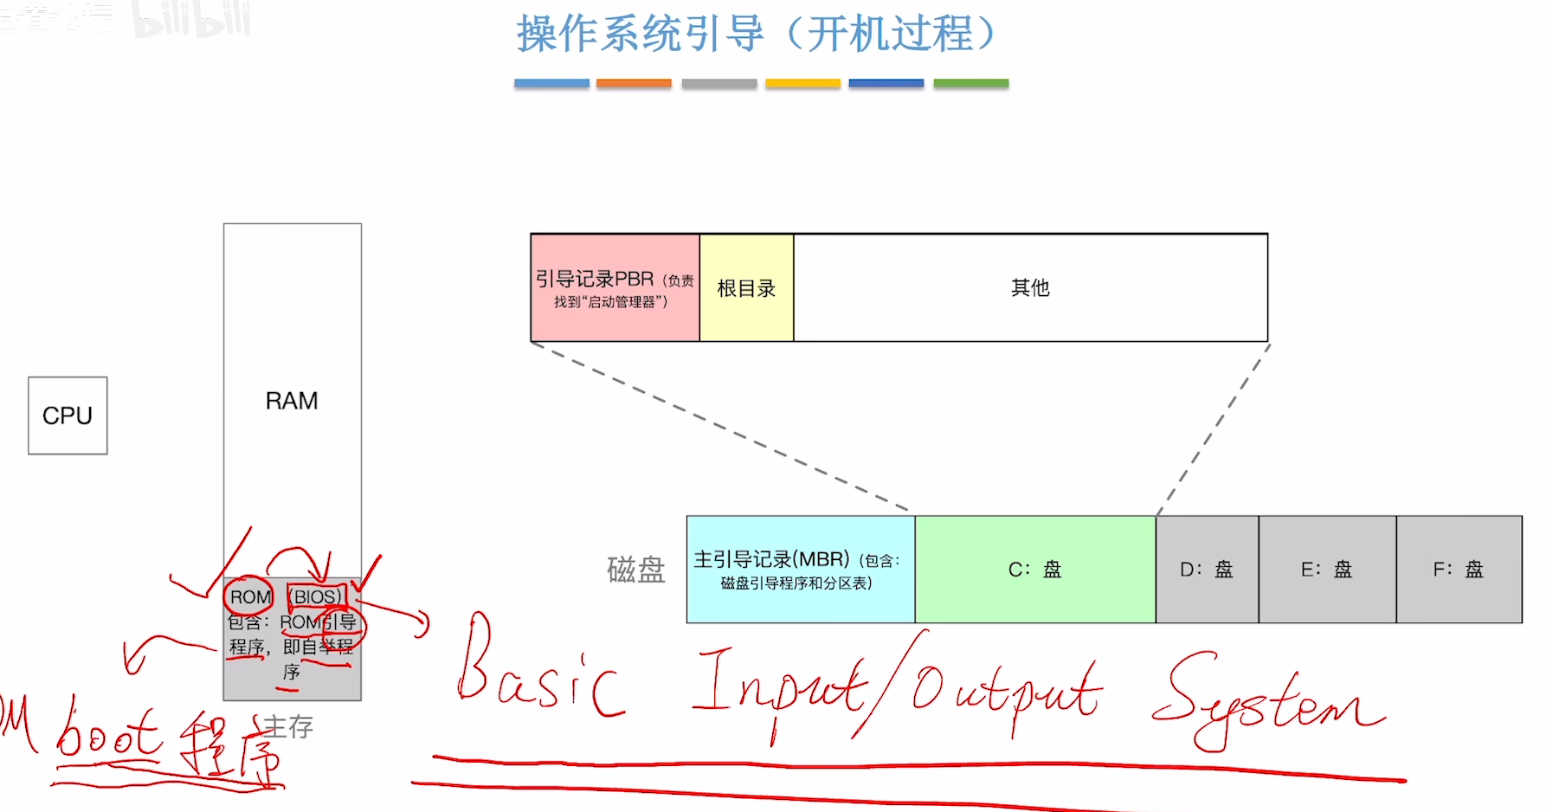 bilibili
操作系统引导（开机过程）
引导记录PBR（负责
找到“启动管理器”）
根目录
其他
RAM
CPU
磁盘
主引导记录(MBR)（包含：
磁盘引导程序和分区表）
C：盘
D：盘
E：盘
F：盘
ROM（BIOS）
包含：ROM引导
程序，即自举程
序
主存
boot 程序
Basic Input/Output System